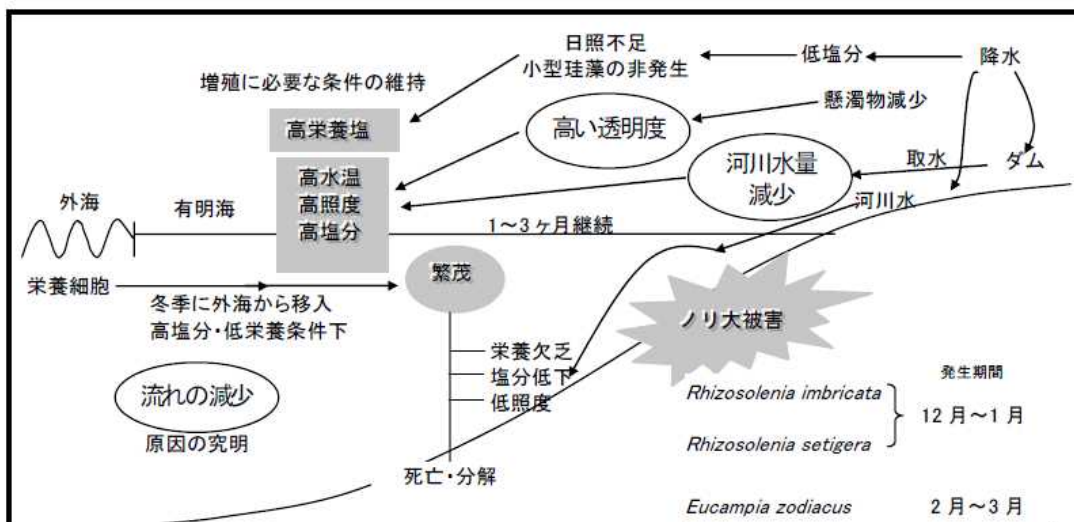 日照不足
小型珪藻の非発生
低塩分
降水
増殖に必要な条件の維持
懸濁物減少
高栄養塩
高い透明度
取水
ダム
河川水量
減少
高水温
高照度
高塩分
外海
有明海
河川水
1～3ヶ月継続
繁茂
栄養細胞
冬季に外海から移入
高塩分・低栄養条件下
ノリ大被害
栄養欠乏
塩分低下
低照度
流れの減少
原因の究明
発生期間
Rhizosolenia imbricata
12月～1月
Rhizosolenia setigera
死亡・分解
Eucampia zodiacus
2月～3月